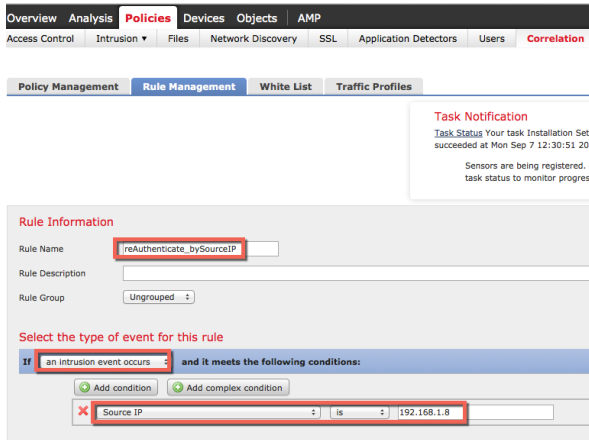 Overview Analysis Policies Devices Objects AMP
Access Control Intrusion ▾ Files Network Discovery SSL Application Detectors Users Correlation
Policy Management Rule Management White List Traffic Profiles
Task Notification
Task Status Your task Installation Set
succeeded at Mon Sep 7 12:30:51 20
Sensors are being registered.
task status to monitor progres
Rule Information
Rule Name reAuthenticate_bySourceIP
Rule Description
Rule Group Ungrouped
Select the type of event for this rule
If an intrusion event occurs and it meets the following conditions:
Add condition Add complex condition
Source IP is 192.168.1.8